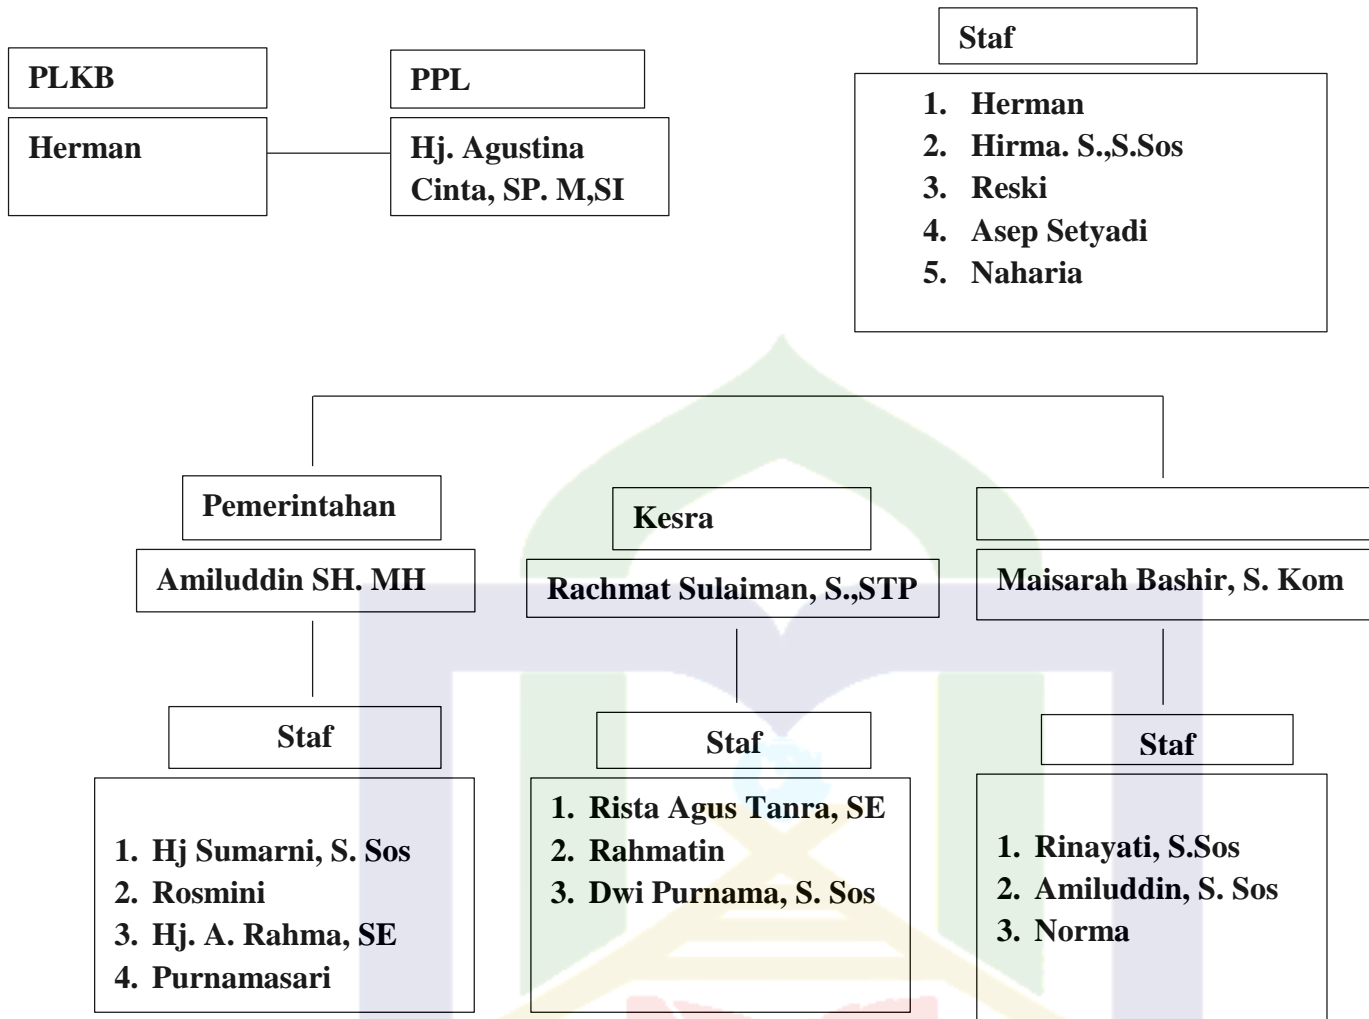 PLKB
Herman
PPL
Hj. Agustina
Cinta, SP. M,SI
Staf
1. Herman
2. Hirma. S.,S.Sos
3. Reski
4. Asep Setyadi
5. Naharia
Pemerintahan
Amiluddin SH. MH
Kesra
Rachmat Sulaiman, S.,STP
Maisarah Bashir, S. Kom
Staf
1. Hj Sumarni, S. Sos
2. Rosmini
3. Hj. A. Rahma, SE
4. Purnamasari
Staf
1. Rista Agus Tanra, SE
2. Rahmatin
3. Dwi Purnama, S. Sos
Staf
1. Rinayati, S.Sos
2. Amiluddin, S. Sos
3. Norma